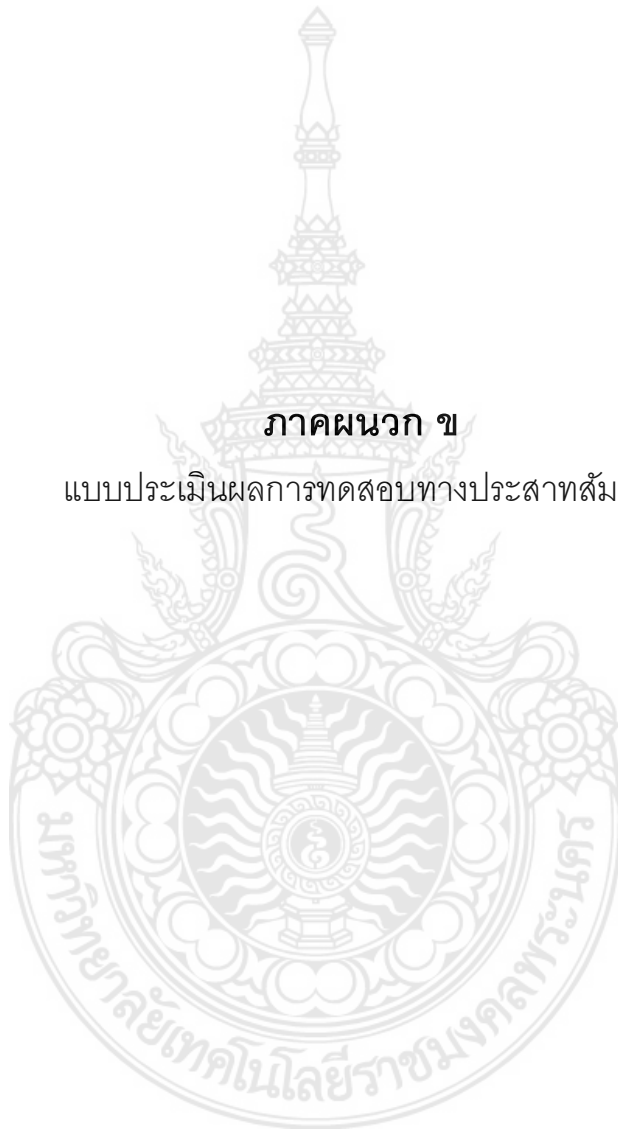 ภาคผนวก ข
แบบประเมินผลการทดสอบทางประสาทสัม
มหาวิทยาลัยเทคโนโลยีราชมงคลพระนคร